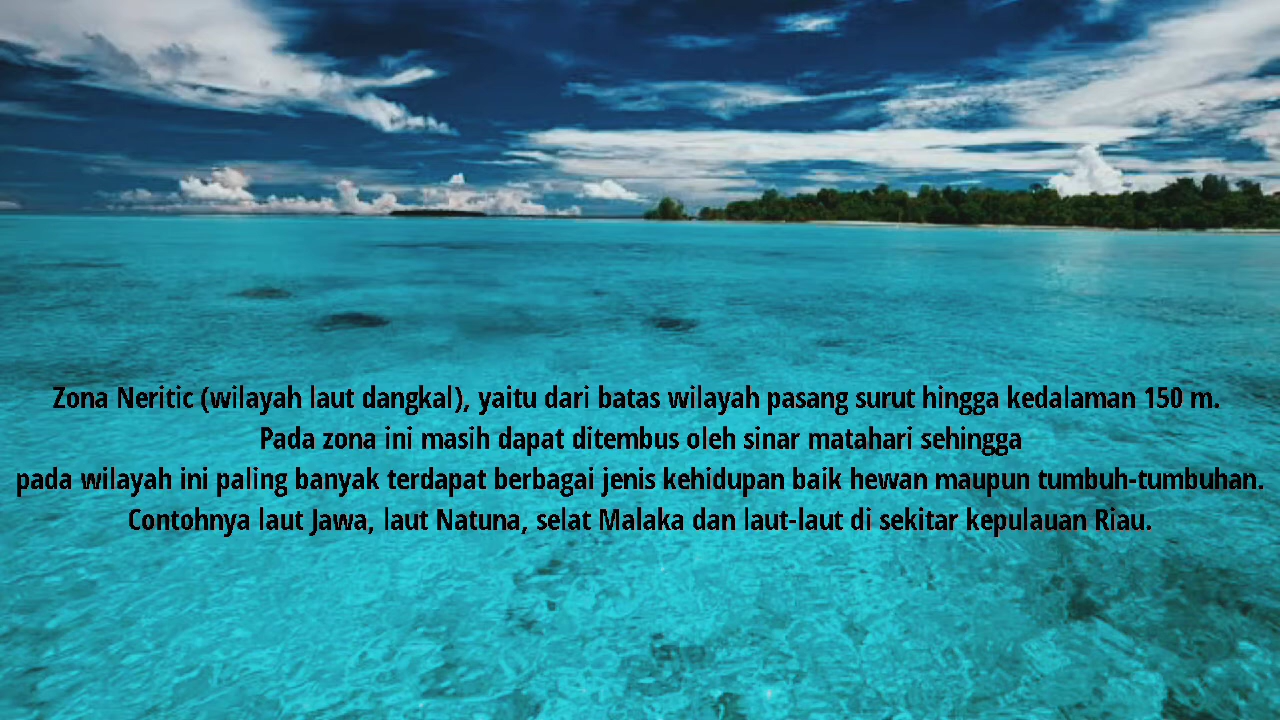 Zona Neritic (wilayah laut dangkal), yaitu dari batas wilayah pasang surut hingga kedalaman 150 m.
Pada zona ini masih dapat ditembus oleh sinar matahari sehingga
pada wilayah ini paling banyak terdapat berbagai jenis kehidupan baik hewan maupun tumbuh-tumbuhan.
Contohnya laut Jawa, laut Natuna, selat Malaka dan laut-laut di sekitar kepulauan Riau.